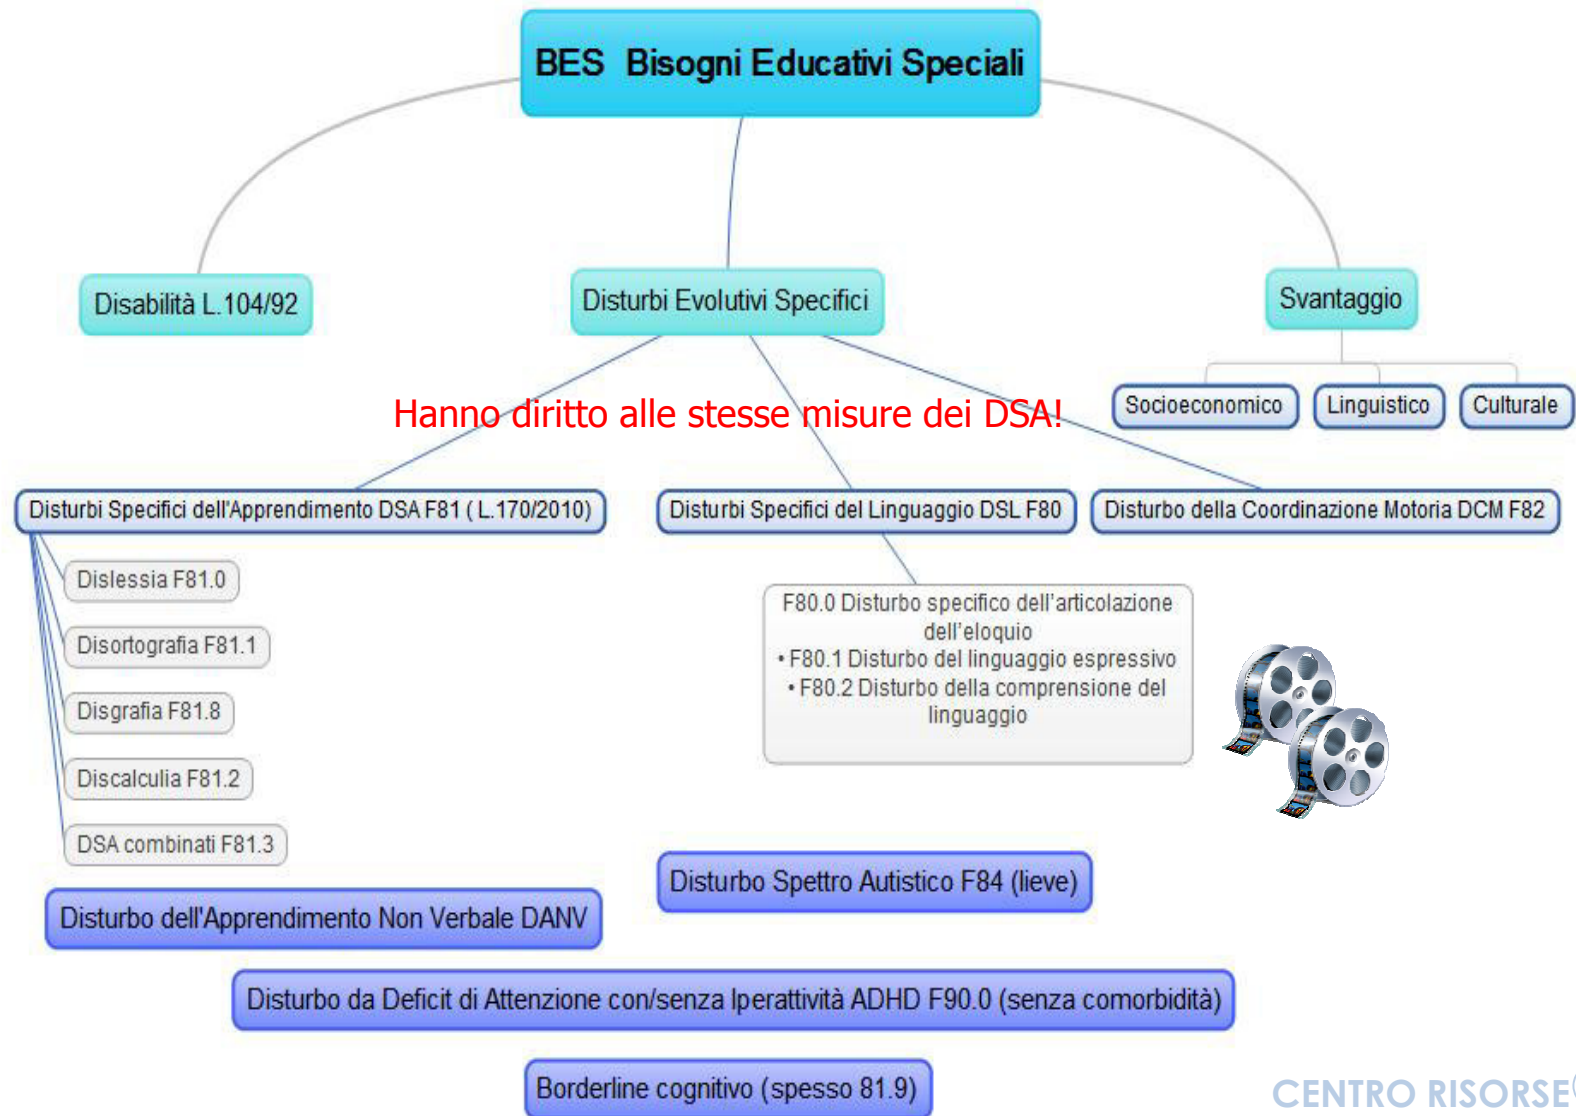 BES  Bisogni Educativi Speciali
Disabilità L.104/92
Disturbi Evolutivi Specifici
Svantaggio
Socioeconomico
Linguistico
Culturale
Hanno diritto alle stesse misure dei DSA!
Disturbi Specifici dell'Apprendimento DSA F81 ( L.170/2010)
Disturbi Specifici del Linguaggio DSL F80
Disturbo della Coordinazione Motoria DCM F82
Dislessia F81.0
Disortografia F81.1
Disgrafia F81.8
Discalculia F81.2
DSA combinati F81.3
F80.0 Disturbo specifico dell’articolazione
dell’eloquio
• F80.1 Disturbo del linguaggio espressivo
• F80.2 Disturbo della comprensione del
linguaggio
Disturbo Spettro Autistico F84 (lieve)
Disturbo dell'Apprendimento Non Verbale DANV
Disturbo da Deficit di Attenzione con/senza Iperattività ADHD F90.0 (senza comorbidità)
Borderline cognitivo (spesso 81.9)
CENTRO RISORSE